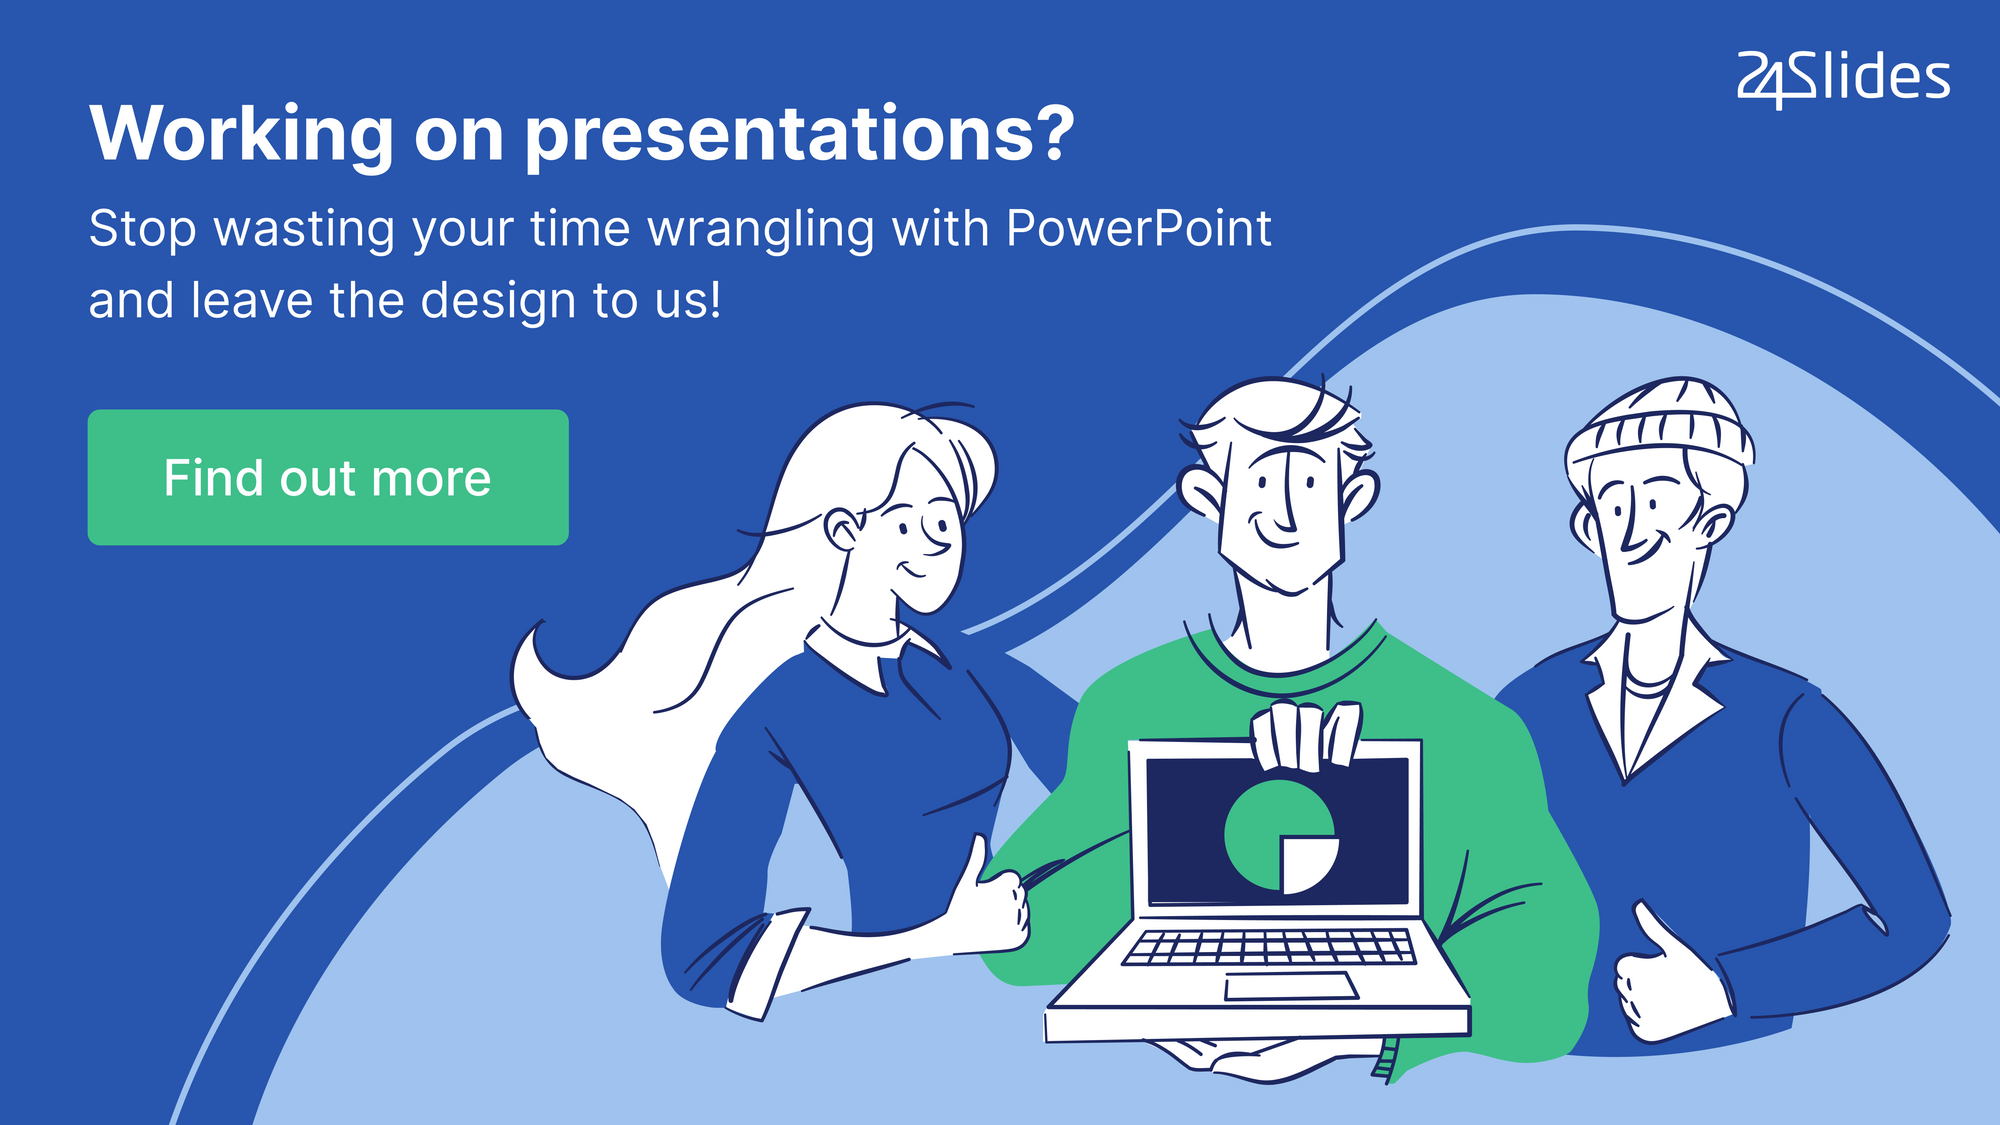 24Slides
Working on presentations?
Stop wasting your time wrangling with PowerPoint
and leave the design to us!
Find out more